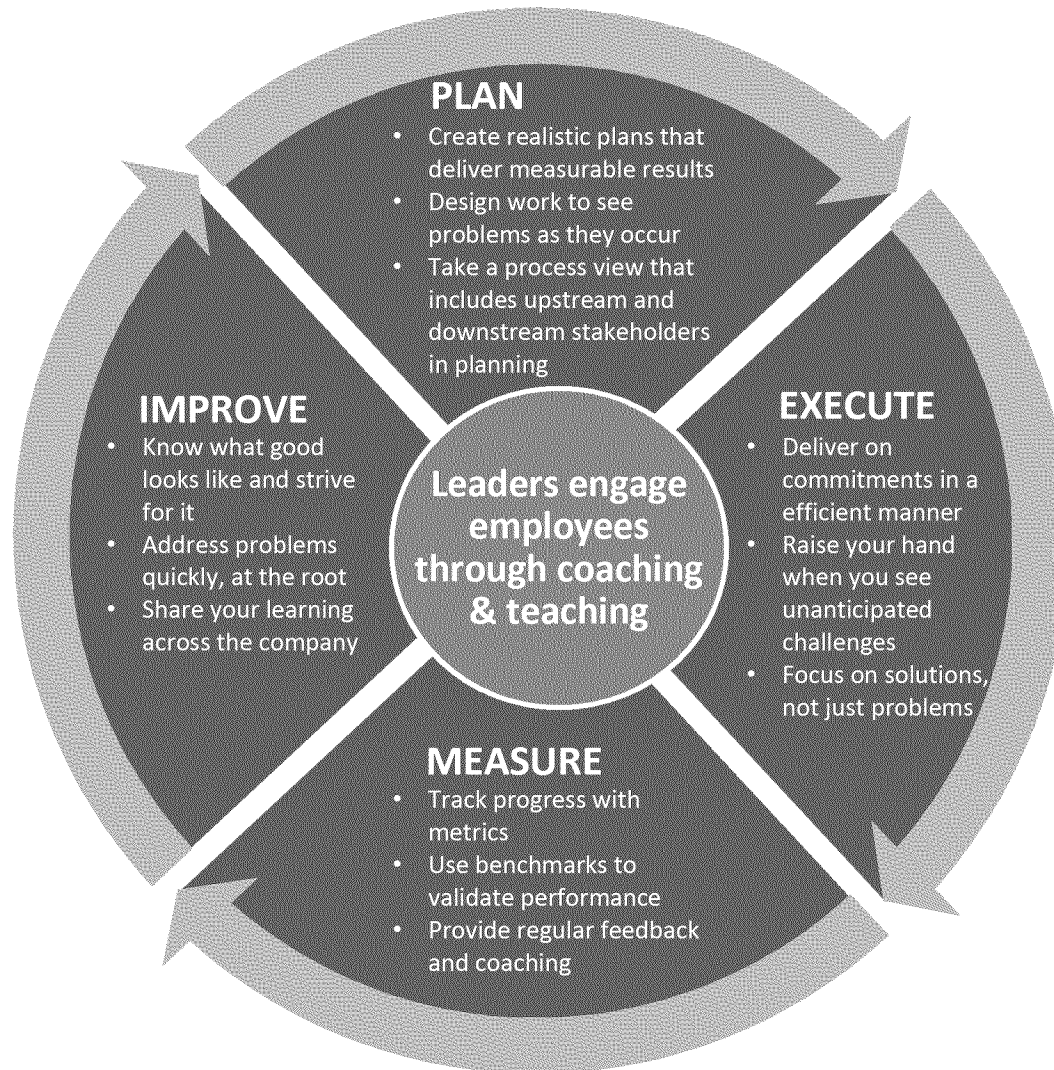 PLAN
• Create realistic plans that
deliver measurable results
• Design work to see
problems as they occur
• Take a process view that
includes upstream and
downstream stakeholders
in planning
EXECUTE
• Deliver on
commitments in a
efficient manner
• Raise your hand
when you see
unanticipated
challenges
• Focus on solutions,
not just problems
MEASURE
• Track progress with
metrics
• Use benchmarks to
validate performance
• Provide regular feedback
and coaching
IMPROVE
• Know what good
looks like and strive
for it
• Address problems
quickly, at the root
• Share your learning
across the company
Leaders engage
employees
through coaching
& teaching